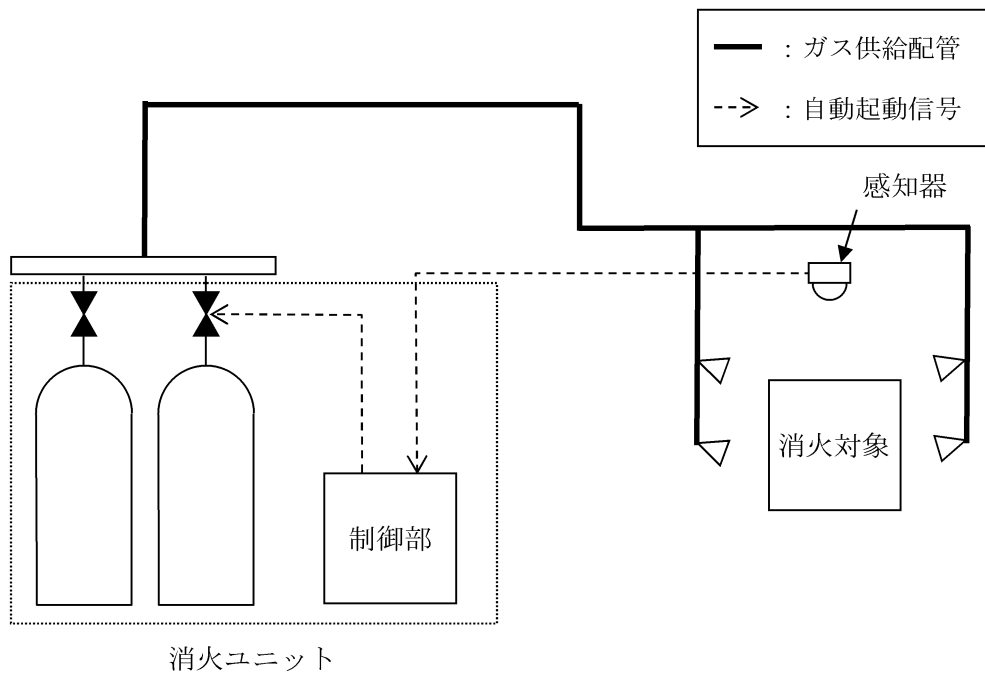 ：ガス供給配管
：自動起動信号
感知器
消火対象
制御部
消火ユニット